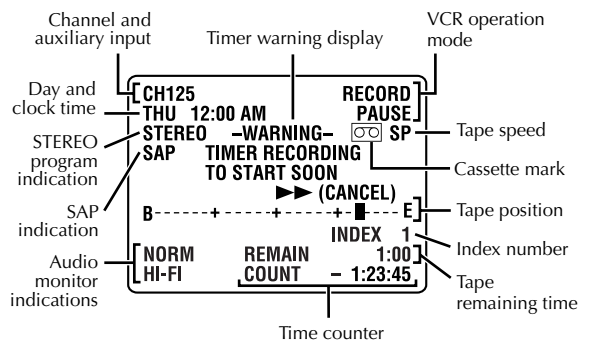 Channel and
auxiliary input
Timer warning display
VCR operation
mode
Day and
clock time
STEREO
program
indication
SAP
indication
Audio
monitor
indications
CH125
THU 12:00 AM
STEREO
SAP
RECORD
PAUSE
SP
–WARNING–
TIMER RECORDING
TO START SOON
►► (CANCEL)
B - - - - - - + - - - - - - + - - - - - - + - - ▮ - - - - E
INDEX 1
NORM
HI-FI
REMAIN 1:00
COUNT – 1:23:45
Tape speed
Cassette mark
Tape position
Index number
Tape
remaining time
Time counter